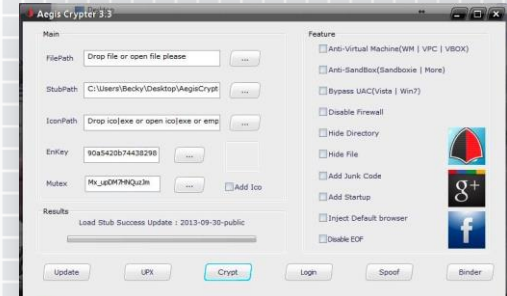 Aegis Crypter 3.3
Main
FilePath
Drop file or open file please
...
StubPath
C:\Users\Becky\Desktop\AegisCrypt
...
IconPath
Drop ico|exe or open ico|exe or emp
...
EnKey
90a5420b74438298
...
Mutex
Mx_upDM7HNQuzJm
...
Add Ico
Results
Load Stub Success Update : 2013-09-30-public
Feature
Anti-Virtual Machine(WM | VPC | VBOX)
Anti-SandBox(Sandboxie | More)
Bypass UAC(Vista | Win7)
Disable Firewall
Hide Directory
Hide File
Add Junk Code
Add Startup
Inject Default browser
Disable EOF
g+
f
Update
UPX
Crypt
Login
Spoof
Binder